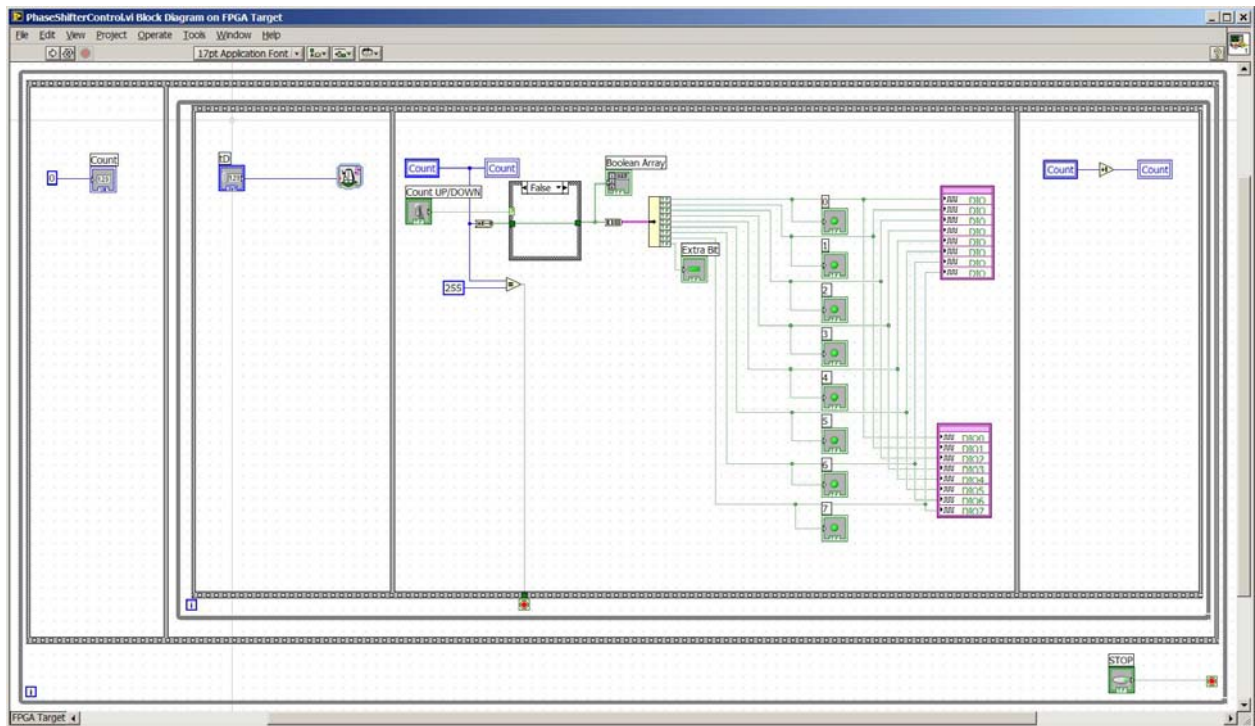 PhaseShifterControl.vi Block Diagram on FPGA Target
File Edit View Project Operate Tools Window Help
17pt Application Font
Count
0
tD
Count
Count
Count UP/DOWN
False
255
Boolean Array
Extra Bit
0
1
2
3
4
5
6
7
DIO
DIO
DIO
DIO
DIO
DIO
DIO
DIO
DIO0
DIO1
DIO2
DIO3
DIO4
DIO5
DIO6
DIO7
Count
Count
i
STOP
i
FPGA Target